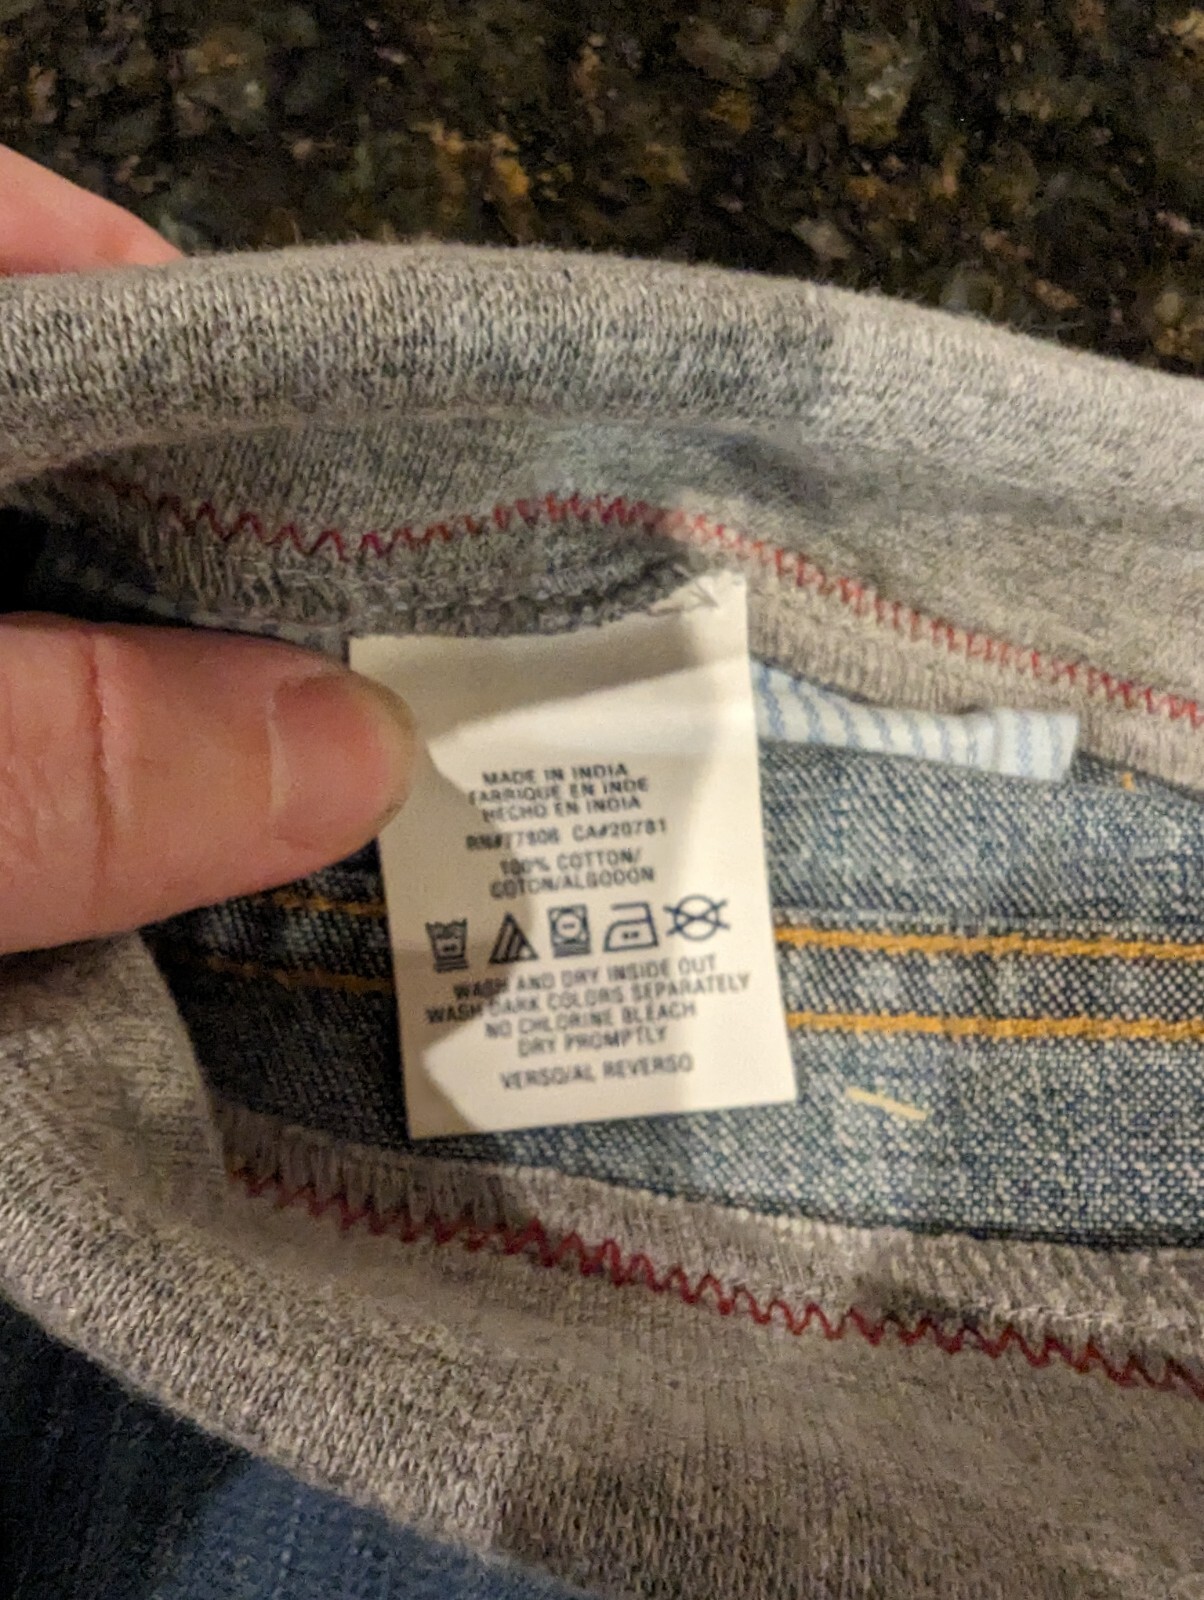 MADE IN INDIA
FABRIQUE EN INDE
HECHO EN INDIA
RN#77806 CA#20781
100% COTTON/
COTON/ALGODON
WASH AND DRY INSIDE OUT
WASH DARK COLORS SEPARATELY
NO CHLORINE BLEACH
DRY PROMPTLY
VERSO/AL REVERSO